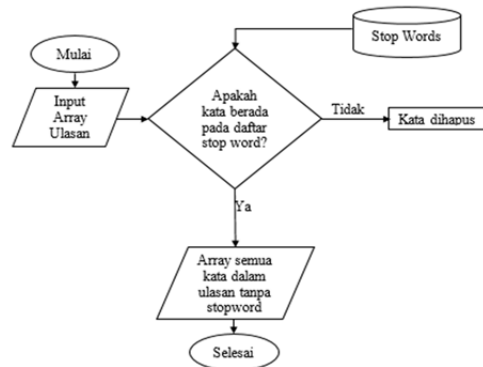 Mulai
Stop Words
Input
Array
Ulasan
Apakah
kata berada
pada daftar
stop word?
Tidak
Kata dihapus
Ya
Array semua
kata dalam
ulasan tanpa
stopword
Selesai